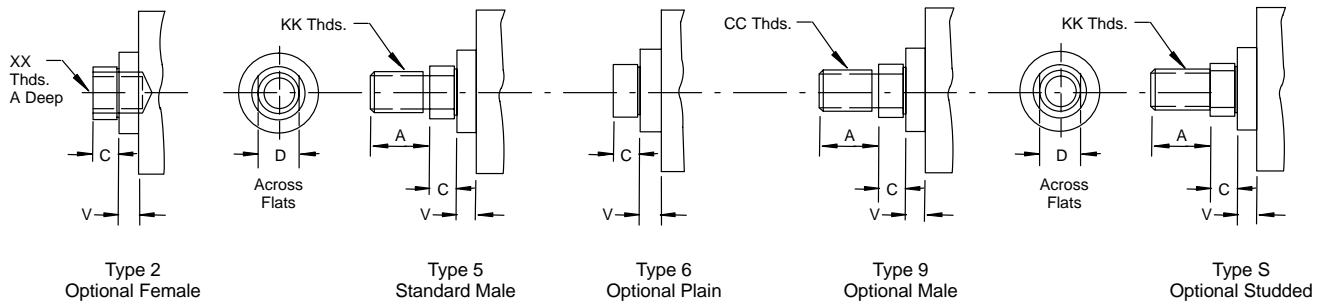 XX
Thds.
A Deep
C
V
Type 2
Optional Female
D
Across
Flats
KK Thds.
A
C
V
Type 5
Standard Male
C
V
Type 6
Optional Plain
CC Thds.
A
C
V
Type 9
Optional Male
D
Across
Flats
KK Thds.
A
C
V
Type S
Optional Studded